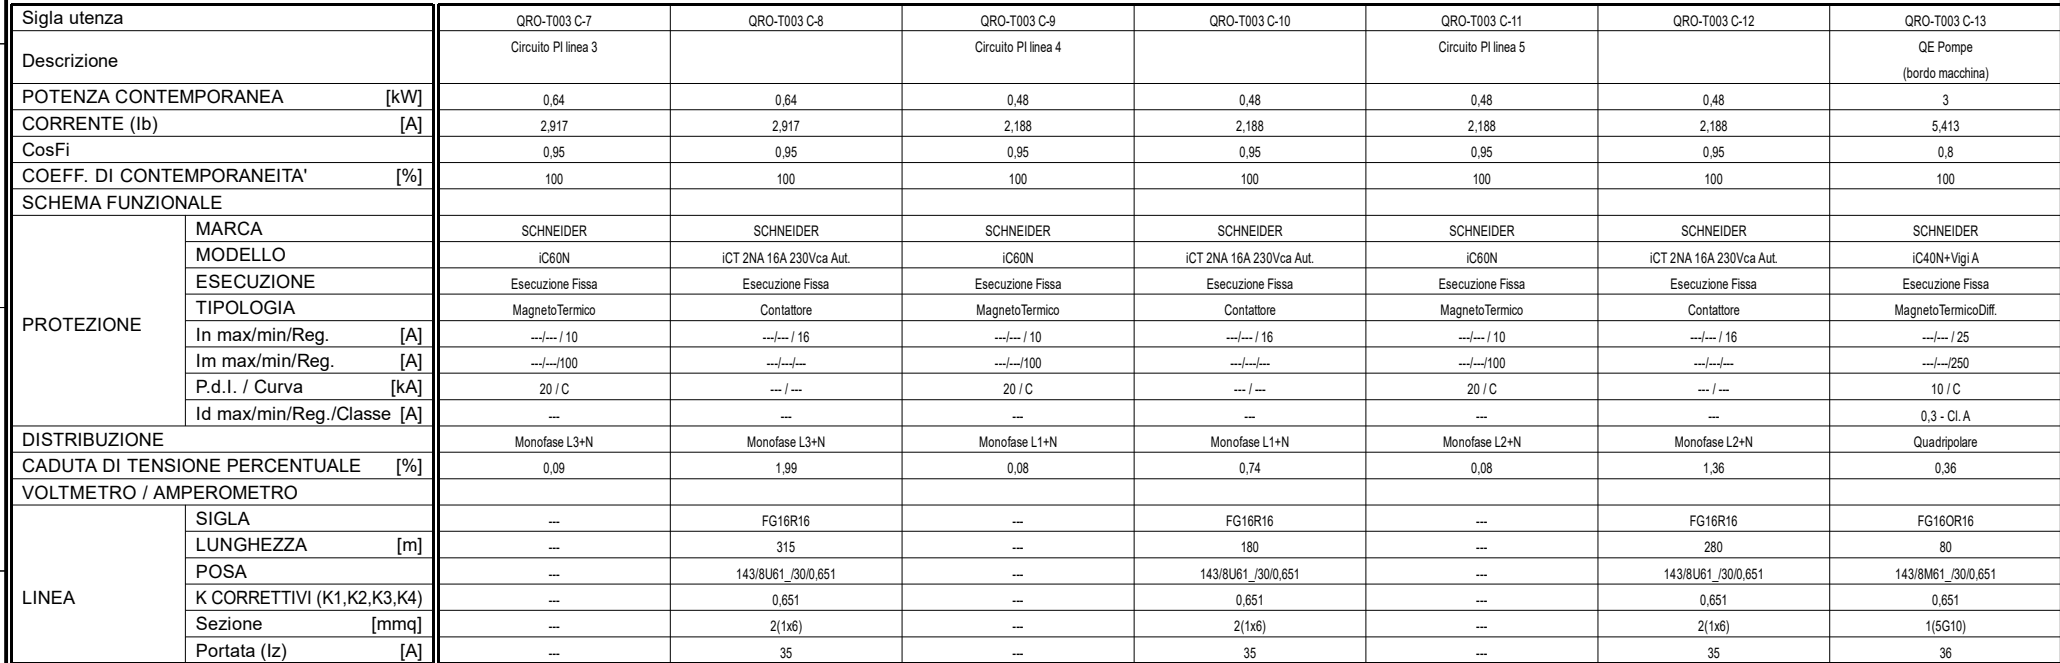 Sigla utenza QRO-T003 C-7 QRO-T003 C-8 QRO-T003 C-9 QRO-T003 C-10 QRO-T003 C-11 QRO-T003 C-12 QRO-T003 C-13
Descrizione Circuito PI linea 3 Circuito PI linea 4 Circuito PI linea 5 QE Pompe
(bordo macchina)
POTENZA CONTEMPORANEA [kW] 0,64 0,64 0,48 0,48 0,48 0,48 3
CORRENTE (Ib) [A] 2,917 2,917 2,188 2,188 2,188 2,188 5,413
CosFi 0,95 0,95 0,95 0,95 0,95 0,95 0,8
COEFF. DI CONTEMPORANEITA' [%] 100 100 100 100 100 100 100
SCHEMA FUNZIONALE
PROTEZIONE
MARCA SCHNEIDER SCHNEIDER SCHNEIDER SCHNEIDER SCHNEIDER SCHNEIDER SCHNEIDER
MODELLO iC60N iCT 2NA 16A 230Vca Aut. iC60N iCT 2NA 16A 230Vca Aut. iC60N iCT 2NA 16A 230Vca Aut. iC40N+Vigi A
ESECUZIONE Esecuzione Fissa Esecuzione Fissa Esecuzione Fissa Esecuzione Fissa Esecuzione Fissa Esecuzione Fissa Esecuzione Fissa
TIPOLOGIA MagnetoTermico Contattore MagnetoTermico Contattore MagnetoTermico Contattore MagnetoTermicoDiff.
In max/min/Reg. [A] ---/--- / 10 ---/--- / 16 ---/--- / 10 ---/--- / 16 ---/--- / 10 ---/--- / 16 ---/--- / 25
Im max/min/Reg. [A] ---/---/100 ---/---/--- ---/---/100 ---/---/--- ---/---/100 ---/---/--- ---/---/250
P.d.I. / Curva [kA] 20 / C --- / --- 20 / C --- / --- 20 / C --- / --- 10 / C
Id max/min/Reg./Classe [A] --- --- --- --- --- --- 0,3 - Cl. A
DISTRIBUZIONE Monofase L3+N Monofase L3+N Monofase L1+N Monofase L1+N Monofase L2+N Monofase L2+N Quadripolare
CADUTA DI TENSIONE PERCENTUALE [%] 0,09 1,99 0,08 0,74 0,08 1,36 0,36
VOLTMETRO / AMPEROMETRO
LINEA
SIGLA --- FG16R16 --- FG16R16 --- FG16R16 FG16OR16
LUNGHEZZA [m] --- 315 --- 180 --- 280 80
POSA --- 143/8U61_/30/0,651 --- 143/8U61_/30/0,651 --- 143/8U61_/30/0,651 143/8M61_/30/0,651
K CORRETTIVI (K1,K2,K3,K4) --- 0,651 --- 0,651 --- 0,651 0,651
Sezione [mmq] --- 2(1x6) --- 2(1x6) --- 2(1x6) 1(5G10)
Portata (Iz) [A] --- 35 --- 35 --- 35 36